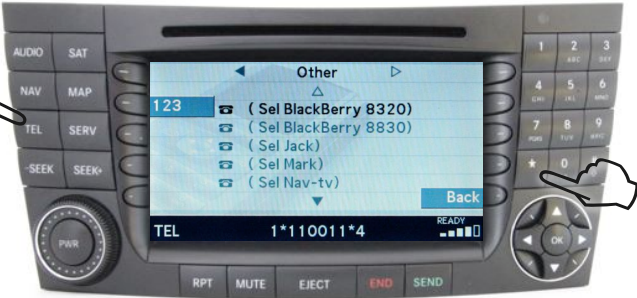 AUDIO SAT
NAV MAP
TEL SERV
-SEEK SEEK+
PWR
Other
123
( Sel BlackBerry 8320)
( Sel BlackBerry 8830)
( Sel Jack)
( Sel Mark)
( Sel Nav-tv)
Back
TEL 1*110011*4 READY
RPT MUTE EJECT END SEND
1 2 3
ABC DEF
4 5 6
GHI JKL MNO
7 8 9
TUV
* 0
OK